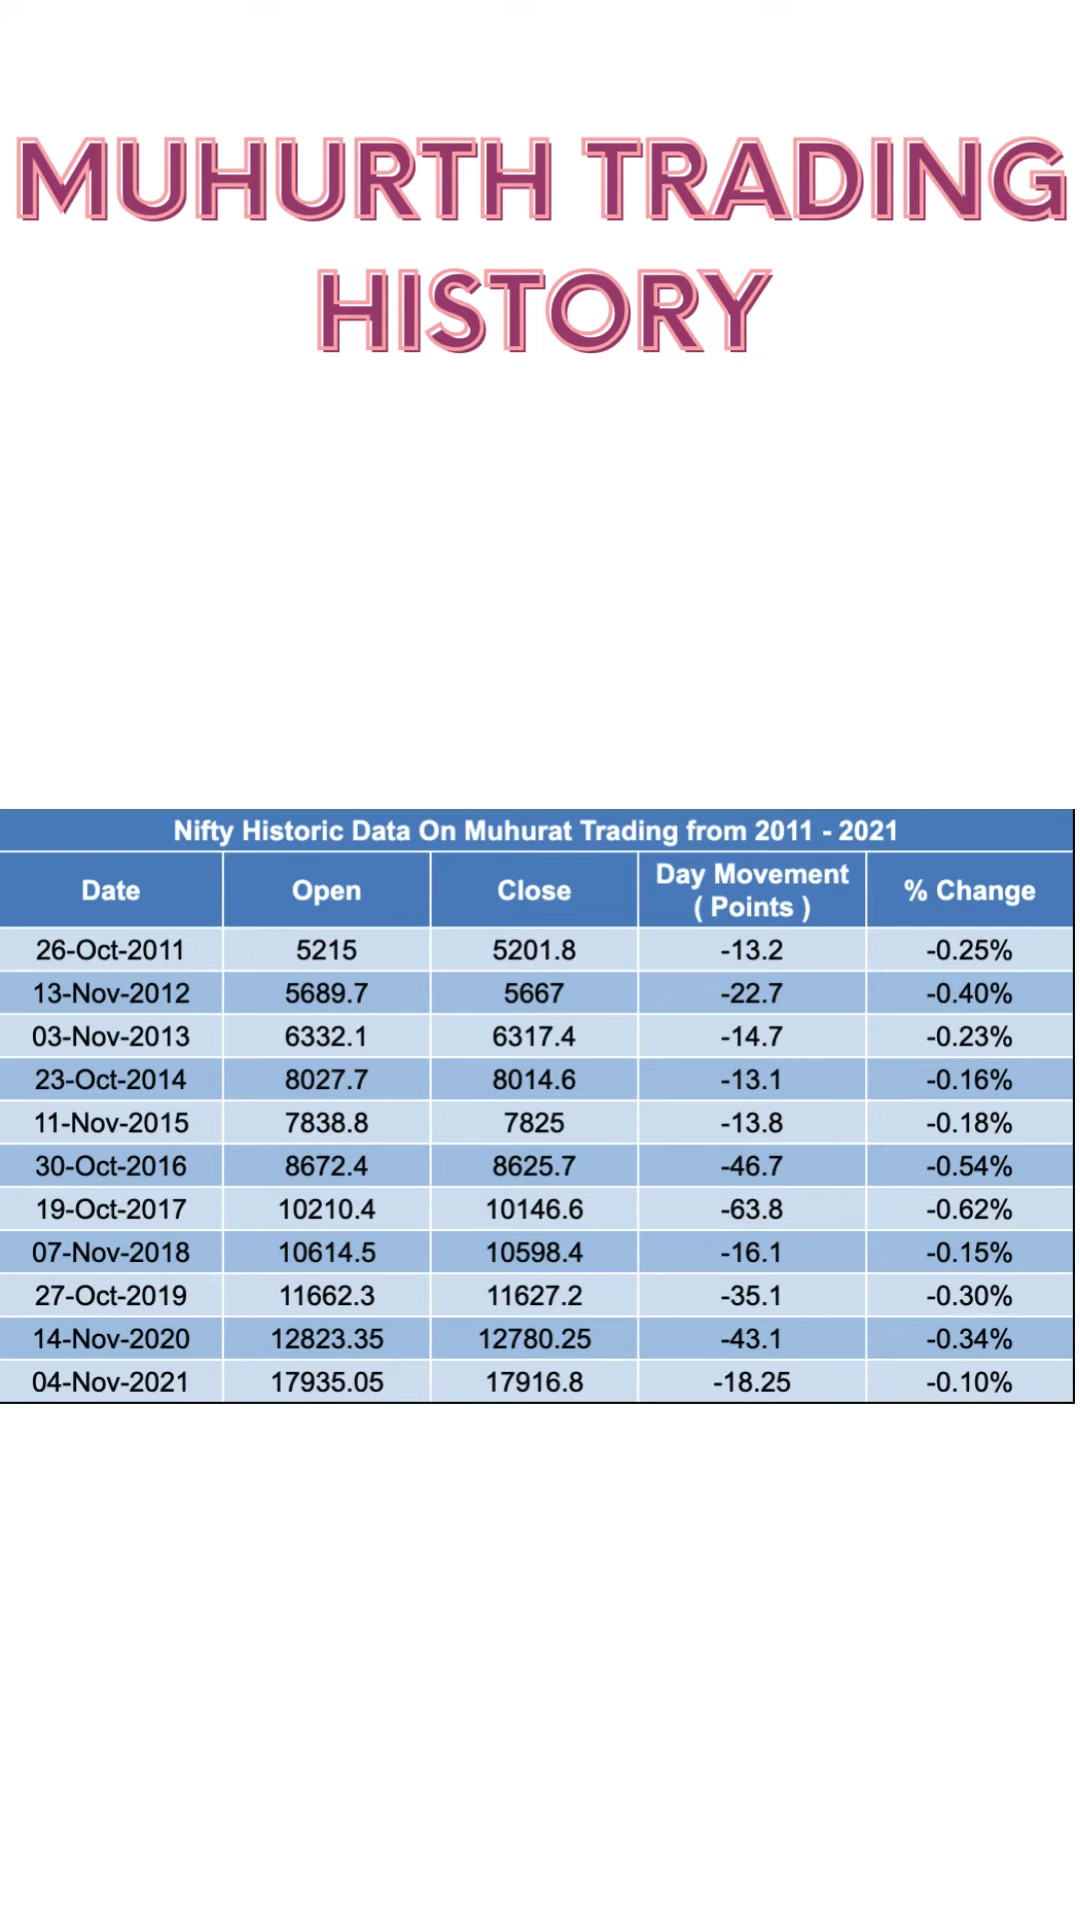 MUHURTH TRADING
HISTORY
Nifty Historic Data On Muhurat Trading from 2011 - 2021
Date Open Close Day Movement ( Points ) % Change
26-Oct-2011 5215 5201.8 -13.2 -0.25%
13-Nov-2012 5689.7 5667 -22.7 -0.40%
03-Nov-2013 6332.1 6317.4 -14.7 -0.23%
23-Oct-2014 8027.7 8014.6 -13.1 -0.16%
11-Nov-2015 7838.8 7825 -13.8 -0.18%
30-Oct-2016 8672.4 8625.7 -46.7 -0.54%
19-Oct-2017 10210.4 10146.6 -63.8 -0.62%
07-Nov-2018 10614.5 10598.4 -16.1 -0.15%
27-Oct-2019 11662.3 11627.2 -35.1 -0.30%
14-Nov-2020 12823.35 12780.25 -43.1 -0.34%
04-Nov-2021 17935.05 17916.8 -18.25 -0.10%